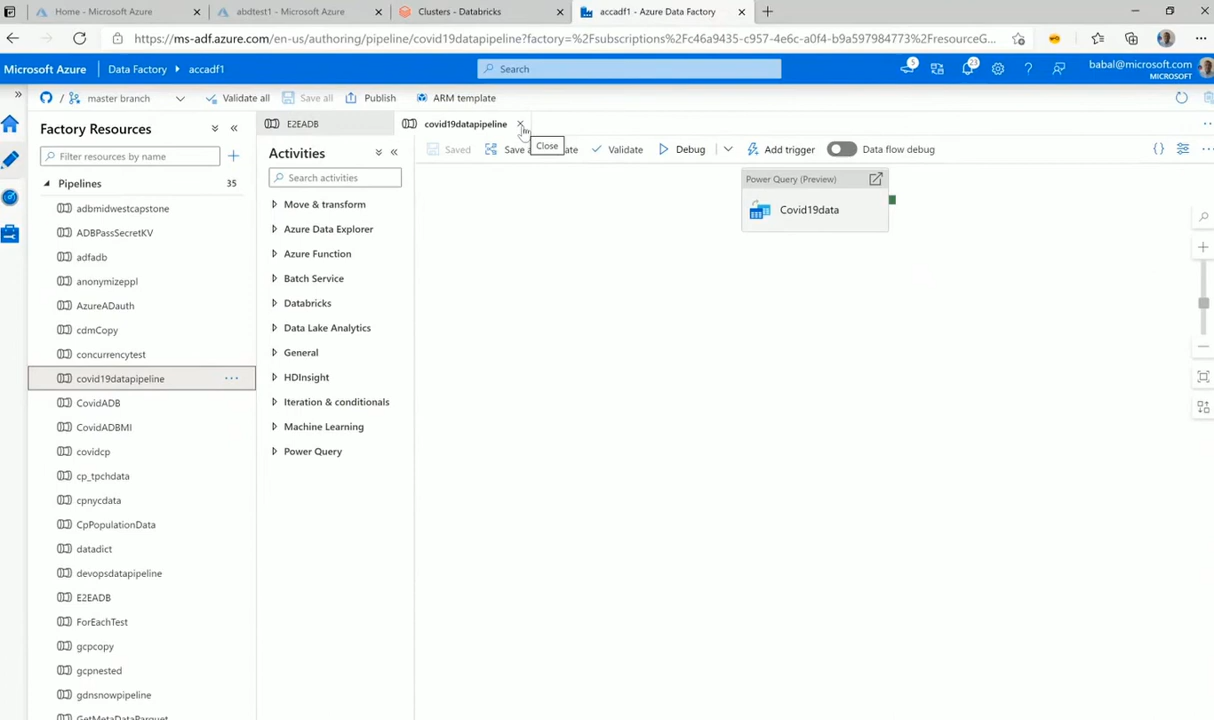 Home - Microsoft Azure
abdtest1 - Microsoft Azure
Clusters - Databricks
accadf1 - Azure Data Factory
https://ms-adf.azure.com/en-us/authoring/pipeline/covid19datapipeline?factory=%2Fsubscriptions%2Fc46a9435-c957-4e6c-a0f4-b9a597984773%2FresourceG...
Microsoft Azure
Data Factory
accadf1
Search
5
23
babal@microsoft.com
MICROSOFT
/
master branch
Validate all
Save all
Publish
ARM template
Factory Resources
Filter resources by name
Pipelines
35
adbmidwestcapstone
ADBPassSecretKV
adfadb
anonymizeppl
AzureADauth
cdmCopy
concurrencytest
covid19datapipeline
CovidADB
CovidADBMI
covidcp
cp_tpchdata
cpnycdata
CpPopulationData
datadict
devopsdatapipeline
E2EADB
ForEachTest
gcpcopy
gcpnested
gdnsnowpipeline
GetMetaDataParquet
E2EADB
covid19datapipeline
Close
Activities
Search activities
Move & transform
Azure Data Explorer
Azure Function
Batch Service
Databricks
Data Lake Analytics
General
HDInsight
Iteration & conditionals
Machine Learning
Power Query
Saved
Validate
Debug
Add trigger
Data flow debug
{}
Power Query (Preview)
Covid19data